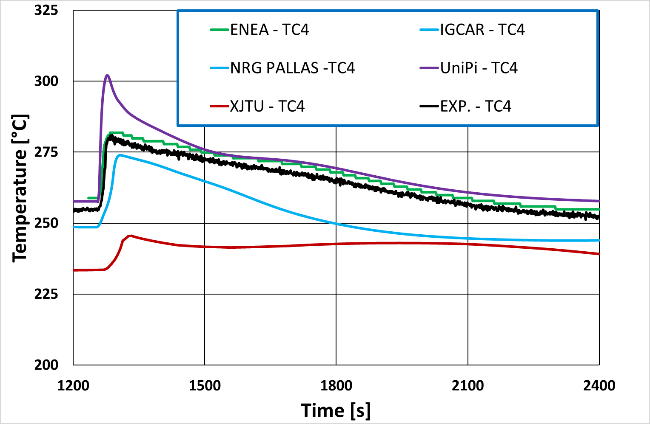 325
ENEA - TC4 IGCAR - TC4
300
NRG PALLAS -TC4 UniPi - TC4
XJTU - TC4 EXP. - TC4
275
250
225
200
Temperature [°C]
1200 1500 1800 2100 2400
Time [s]